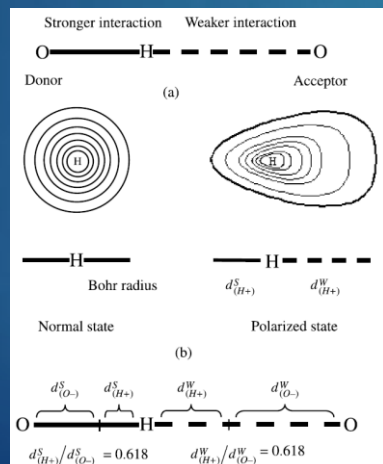 Stronger interaction Weaker interaction
O H O
Donor Acceptor
(a)
H H
H H
Bohr radius d^S_(H+) d^W_(H+)
Normal state Polarized state
(b)
d^S_(O-) d^S_(H+) d^W_(H+) d^W_(O-)
O H O
d^S_(H+)/d^S_(O-) = 0.618 d^W_(H+)/d^W_(O-) = 0.618